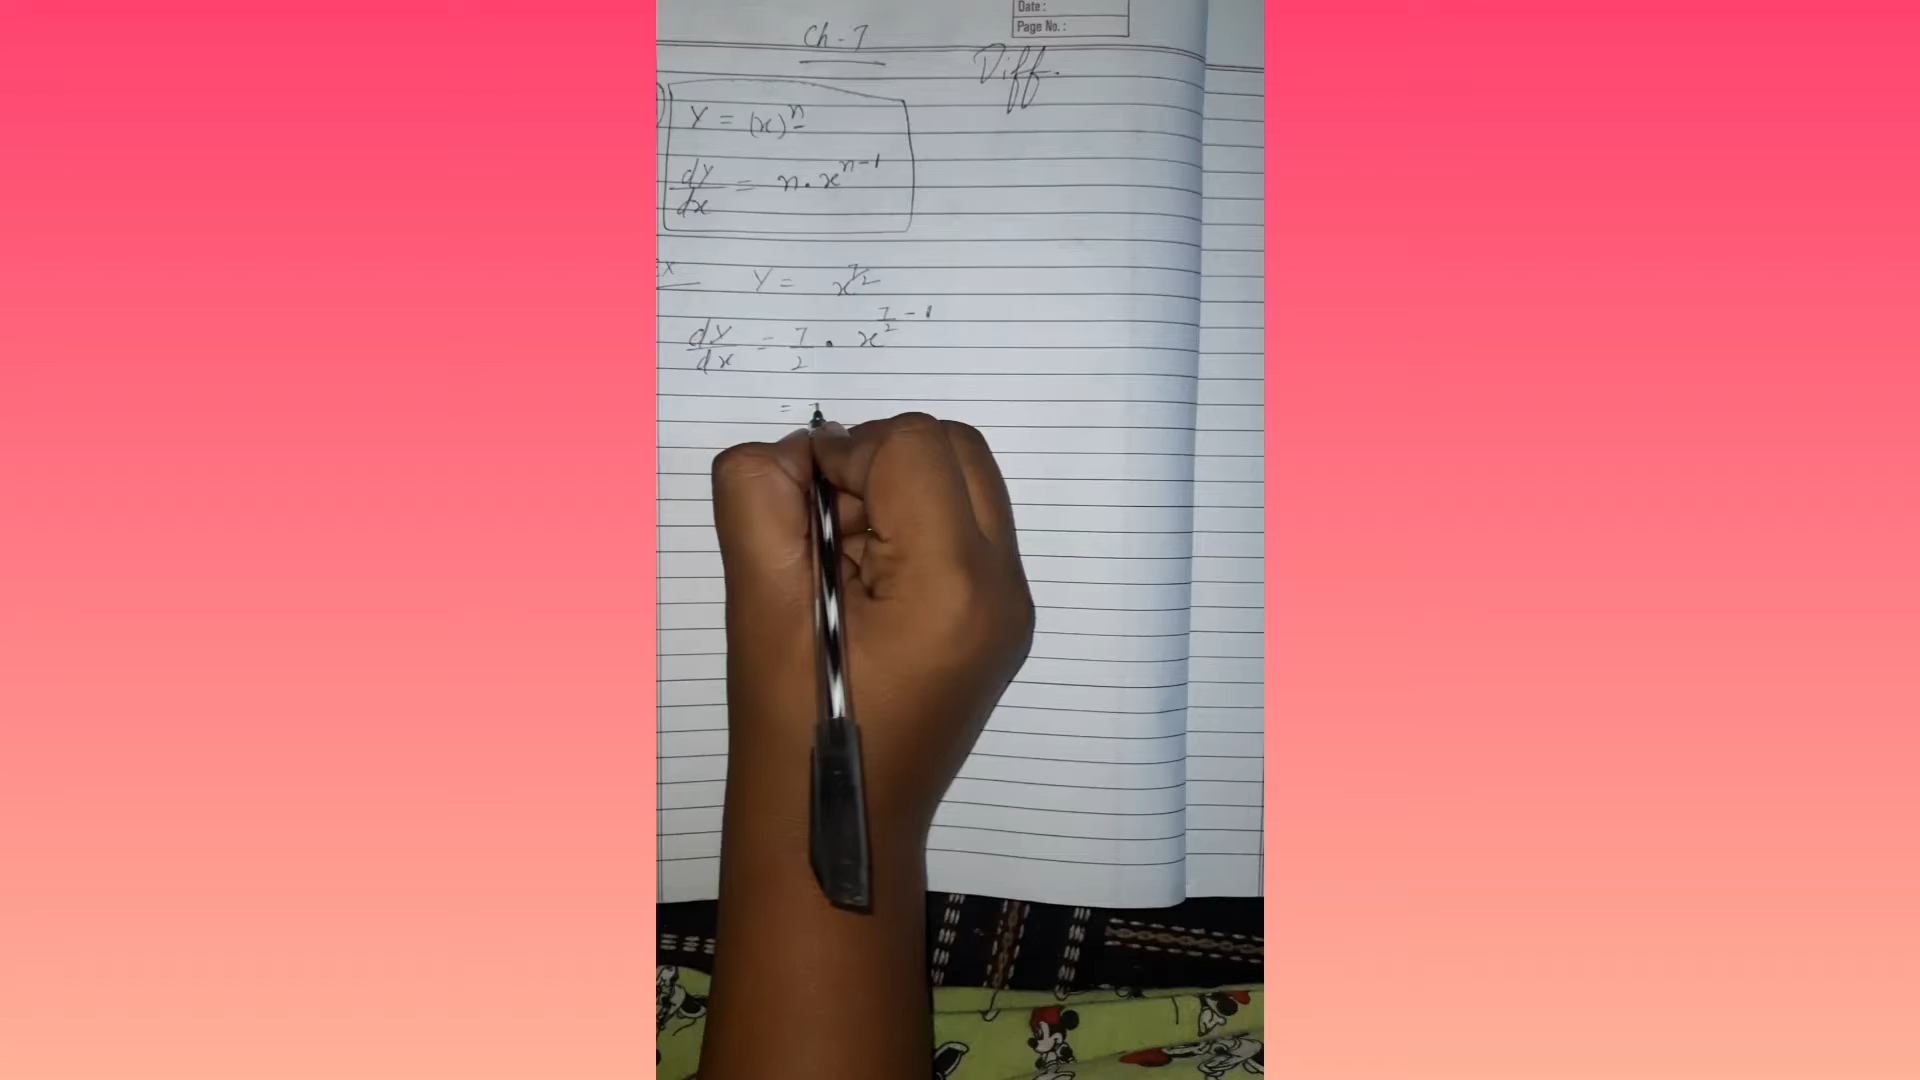 Date :
Page No. :
Ch - 7
Diff.
Y = (x)^n
dy/dx = n · x^(n-1)
Y = x^(7/2)
dy/dx = 7/2 · x^(7/2 - 1)
=